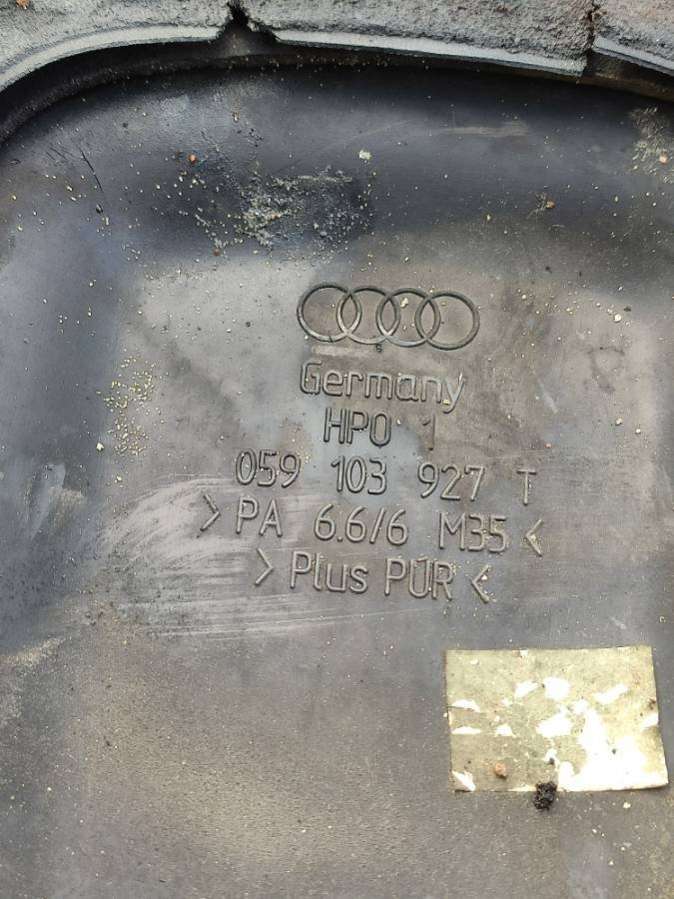 Germany
HPO 1
059 103 927 T
>PA 6.6/6 M35<
>Plus PUR<